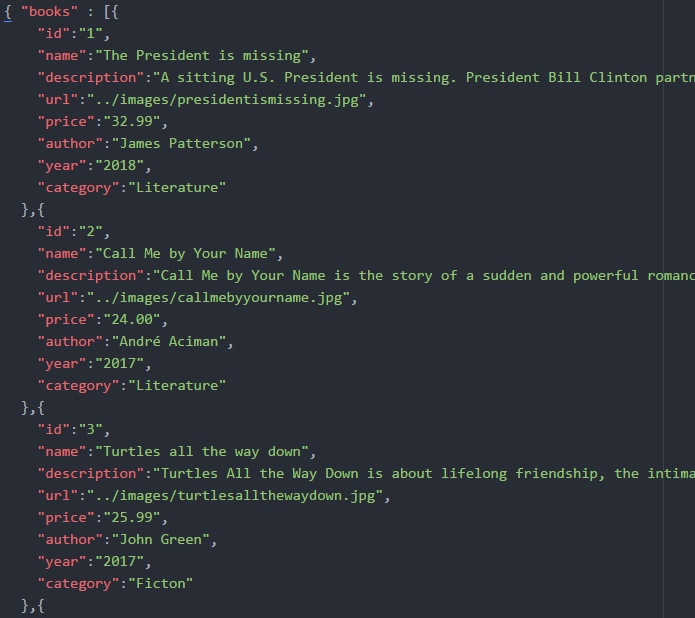 { "books" : [{
"id":"1",
"name":"The President is missing",
"description":"A sitting U.S. President is missing. President Bill Clinton partn
"url":"../images/presidentismissing.jpg",
"price":"32.99",
"author":"James Patterson",
"year":"2018",
"category":"Literature"
},{
"id":"2",
"name":"Call Me by Your Name",
"description":"Call Me by Your Name is the story of a sudden and powerful romanc
"url":"../images/callmebyyourname.jpg",
"price":"24.00",
"author":"André Aciman",
"year":"2017",
"category":"Literature"
},{
"id":"3",
"name":"Turtles all the way down",
"description":"Turtles All the Way Down is about lifelong friendship, the intima
"url":"../images/turtlesallthewaydown.jpg",
"price":"25.99",
"author":"John Green",
"year":"2017",
"category":"Ficton"
},{